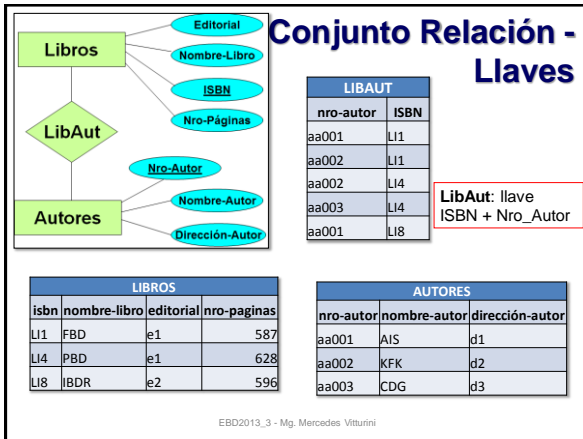 Conjunto Relación -
Llaves
Libros
Editorial
Nombre-Libro
ISBN
Nro-Páginas
LibAut
Nro-Autor
Nombre-Autor
Dirección-Autor
Autores
LIBAUT
nro-autor ISBN
aa001 LI1
aa002 LI1
aa002 LI4
aa003 LI4
aa001 LI8
LibAut: llave
ISBN + Nro_Autor
LIBROS
isbn nombre-libro editorial nro-paginas
LI1 FBD e1 587
LI4 PBD e1 628
LI8 IBDR e2 596
AUTORES
nro-autor nombre-autor dirección-autor
aa001 AIS d1
aa002 KFK d2
aa003 CDG d3
EBD2013_3 - Mg. Mercedes Vitturini